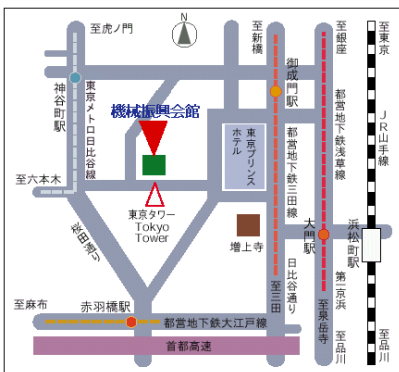 至虎ノ門
N
至新橋
至銀座
至東京
神谷町駅
東京メトロ日比谷線
機械振興会館
御成門駅
都営地下鉄浅草線
JR山手線
東京プリンス
ホテル
都営地下鉄三田線
至六本木
東京タワー
Tokyo
Tower
増上寺
大門駅
浜松町駅
桜田通り
日比谷通り
第一京浜
至三田
至泉岳寺
至麻布
赤羽橋駅
都営地下鉄大江戸線
至品川
至品川
首都高速